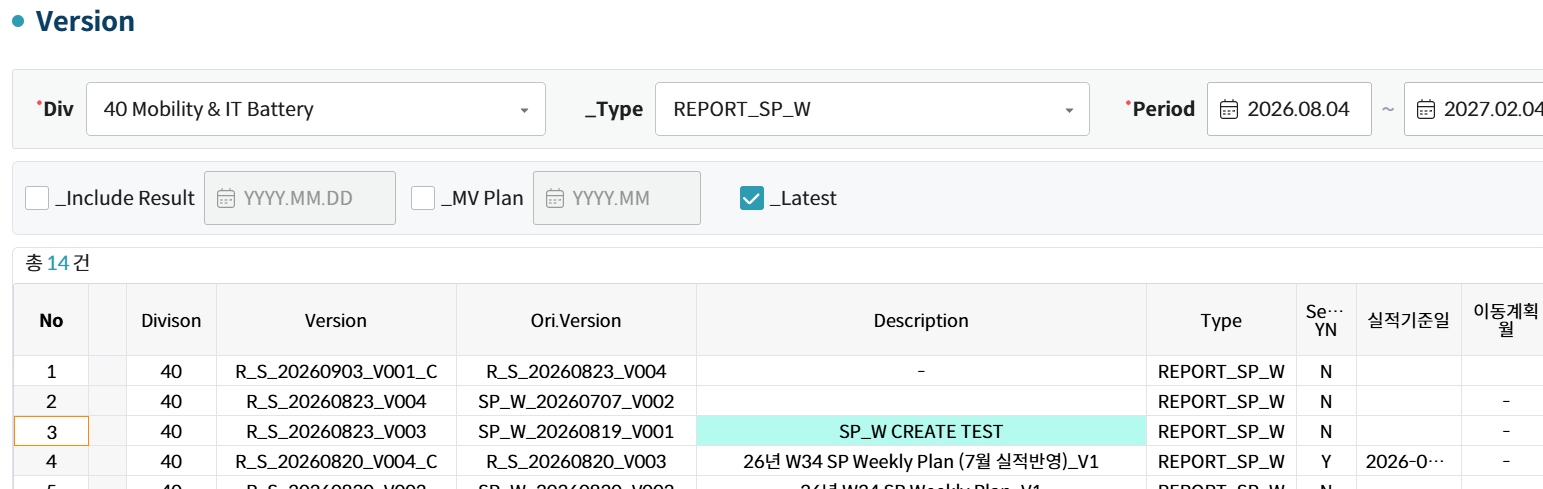 Version
*Div 40 Mobility & IT Battery _Type REPORT_SP_W *Period 2026.08.04 ~ 2027.02.04
_Include Result YYYY.MM.DD _MV Plan YYYY.MM _Latest
총 14 건
No Divison Version Ori.Version Description Type Se… YN 실적기준일 이동계획 월
1 40 R_S_20260903_V001_C R_S_20260823_V004 - REPORT_SP_W N
2 40 R_S_20260823_V004 SP_W_20260707_V002 REPORT_SP_W N -
3 40 R_S_20260823_V003 SP_W_20260819_V001 SP_W CREATE TEST REPORT_SP_W N -
4 40 R_S_20260820_V004_C R_S_20260820_V003 26년 W34 SP Weekly Plan (7월 실적반영)_V1 REPORT_SP_W Y 2026-0… -